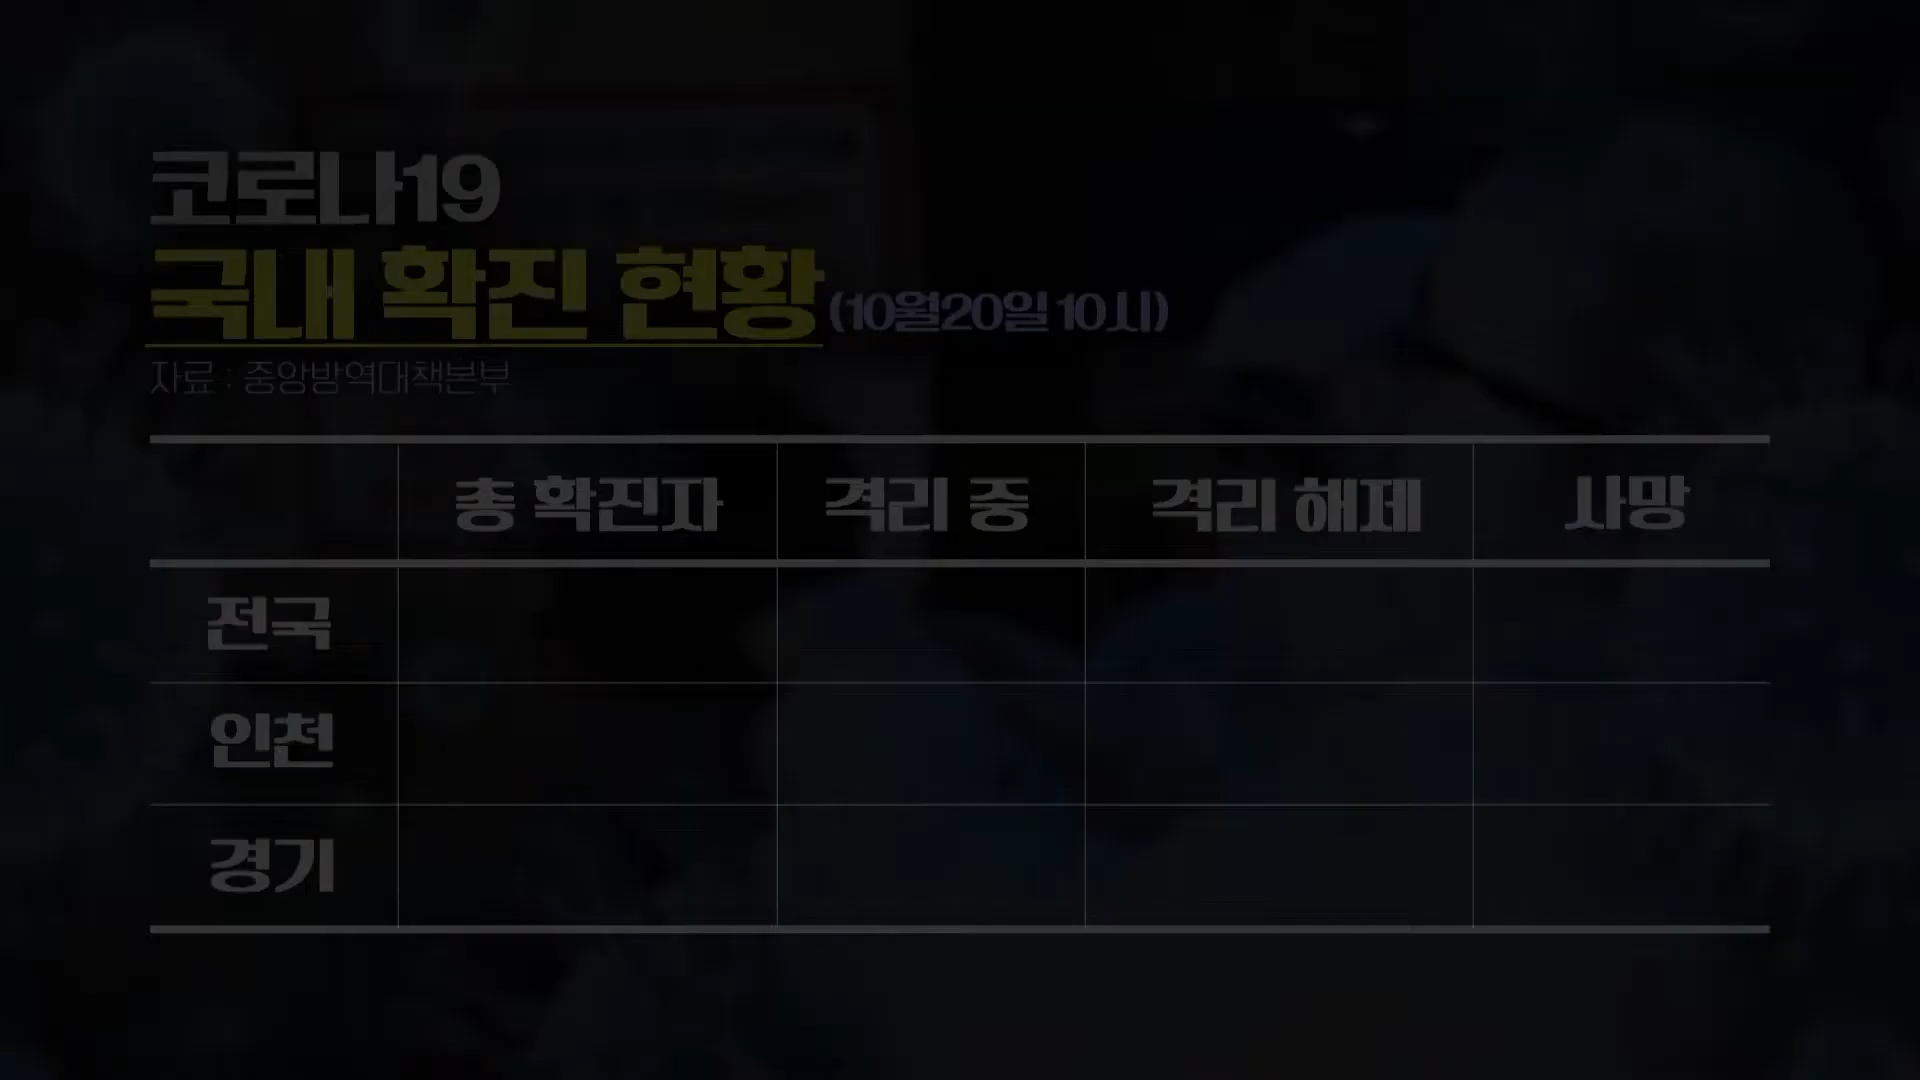 코로나19
국내 확진 현황 (10월20일 10시)
자료 : 중앙방역대책본부
총 확진자 격리 중 격리 해제 사망
전국
인천
경기